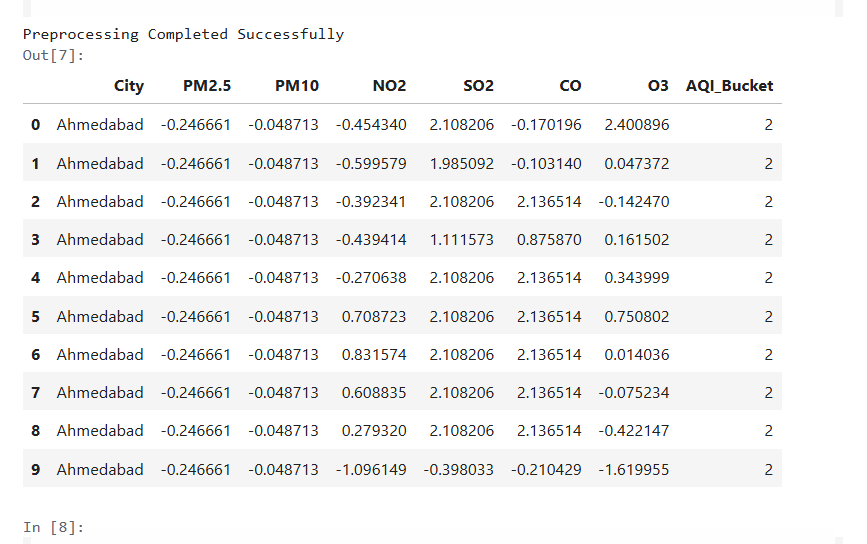 Preprocessing Completed Successfully
Out[7]:
City PM2.5 PM10 NO2 SO2 CO O3 AQI_Bucket
0 Ahmedabad -0.246661 -0.048713 -0.454340 2.108206 -0.170196 2.400896 2
1 Ahmedabad -0.246661 -0.048713 -0.599579 1.985092 -0.103140 0.047372 2
2 Ahmedabad -0.246661 -0.048713 -0.392341 2.108206 2.136514 -0.142470 2
3 Ahmedabad -0.246661 -0.048713 -0.439414 1.111573 0.875870 0.161502 2
4 Ahmedabad -0.246661 -0.048713 -0.270638 2.108206 2.136514 0.343999 2
5 Ahmedabad -0.246661 -0.048713 0.708723 2.108206 2.136514 0.750802 2
6 Ahmedabad -0.246661 -0.048713 0.831574 2.108206 2.136514 0.014036 2
7 Ahmedabad -0.246661 -0.048713 0.608835 2.108206 2.136514 -0.075234 2
8 Ahmedabad -0.246661 -0.048713 0.279320 2.108206 2.136514 -0.422147 2
9 Ahmedabad -0.246661 -0.048713 -1.096149 -0.398033 -0.210429 -1.619955 2
In [8]: